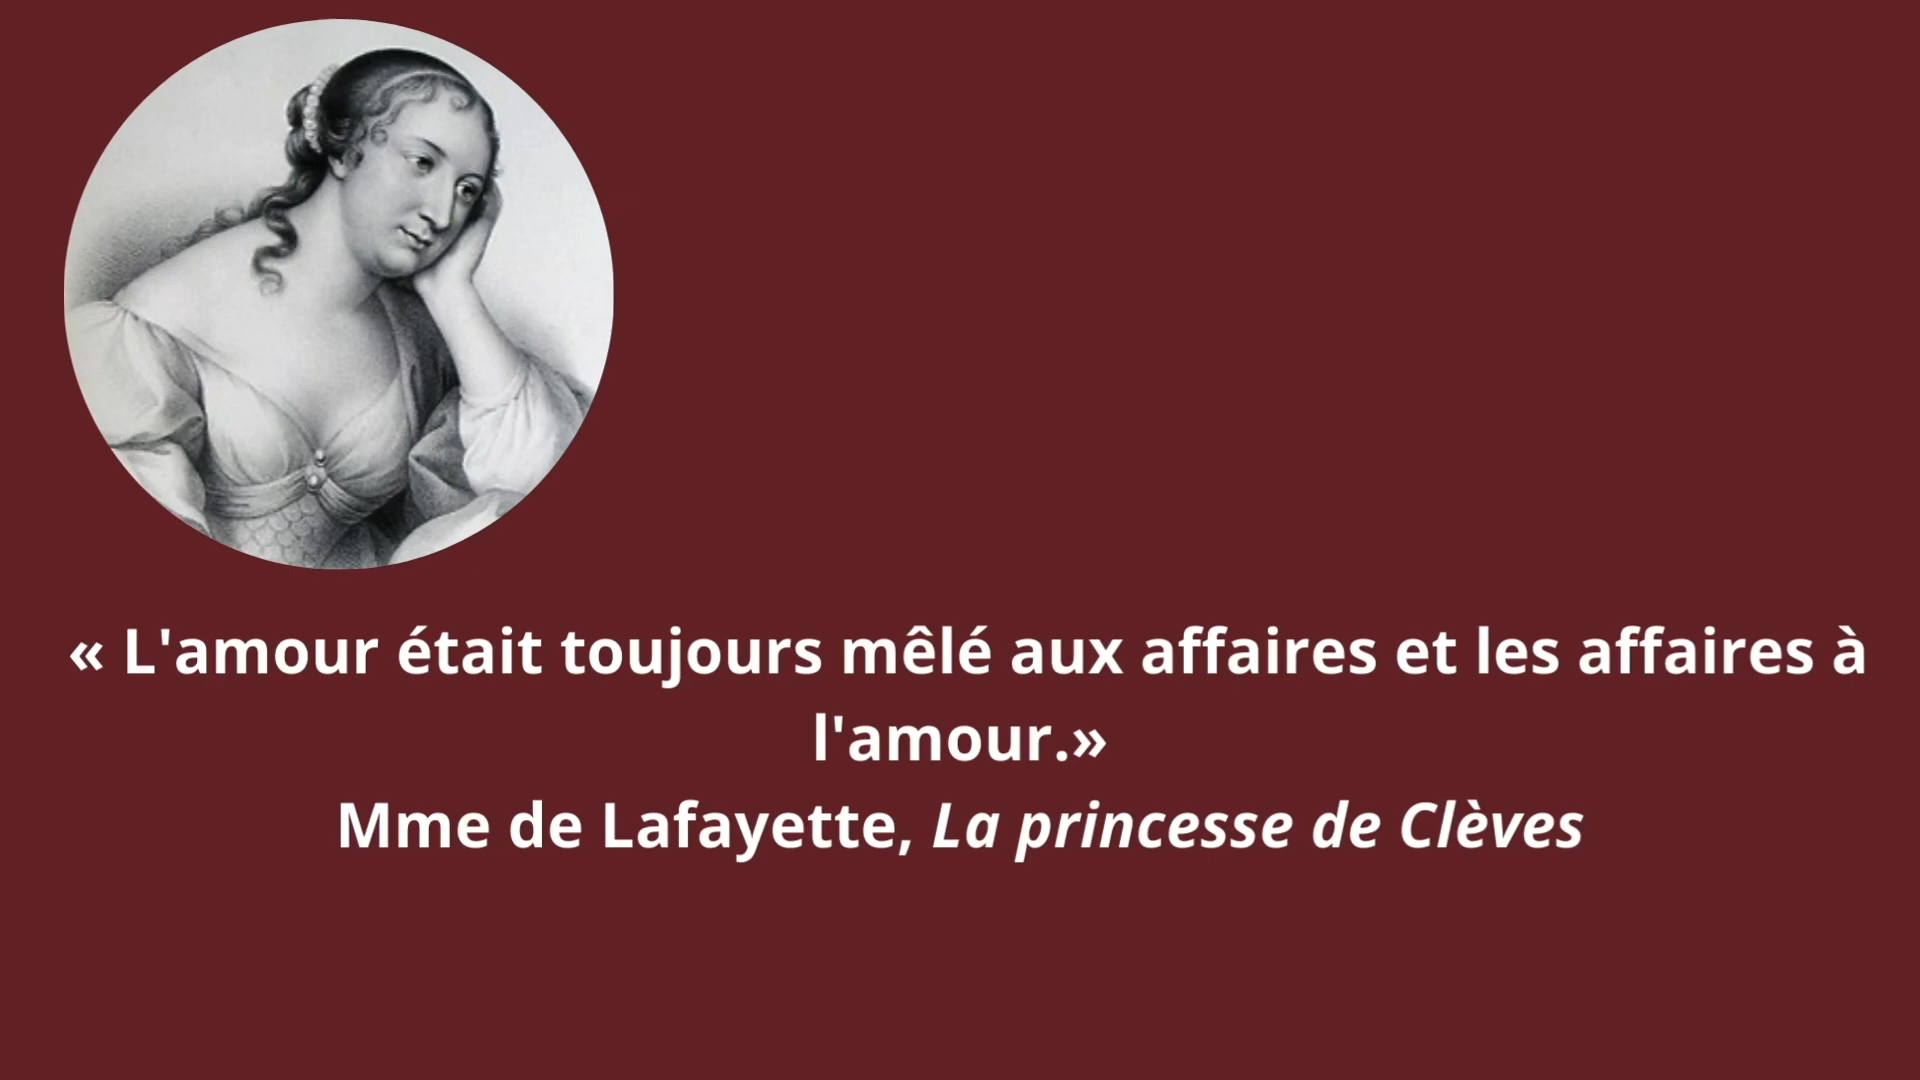 « L'amour était toujours mêlé aux affaires et les affaires à
l'amour.»
Mme de Lafayette, La princesse de Clèves